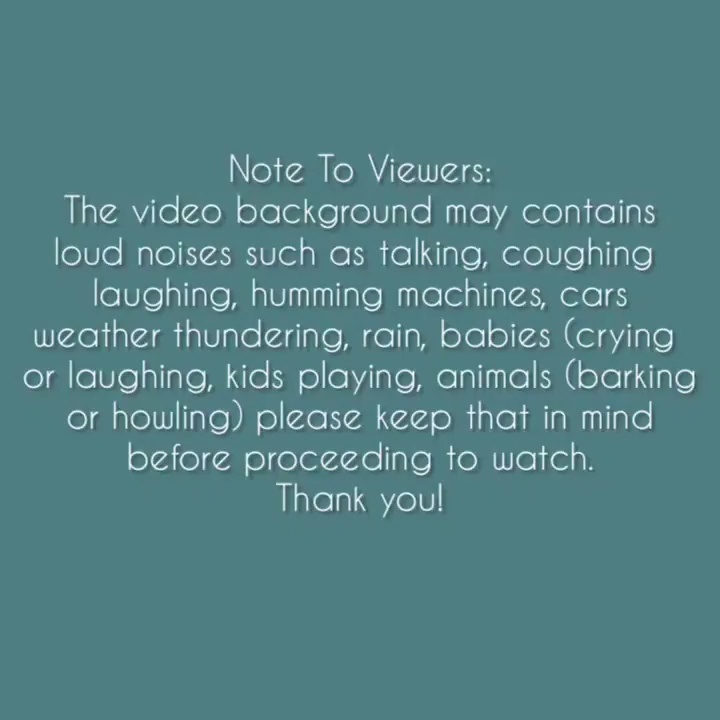 Note To Viewers:
The video background may contains
loud noises such as talking, coughing
laughing, humming machines, cars
weather thundering, rain, babies (crying
or laughing, kids playing, animals (barking
or howling) please keep that in mind
before proceeding to watch.
Thank you!